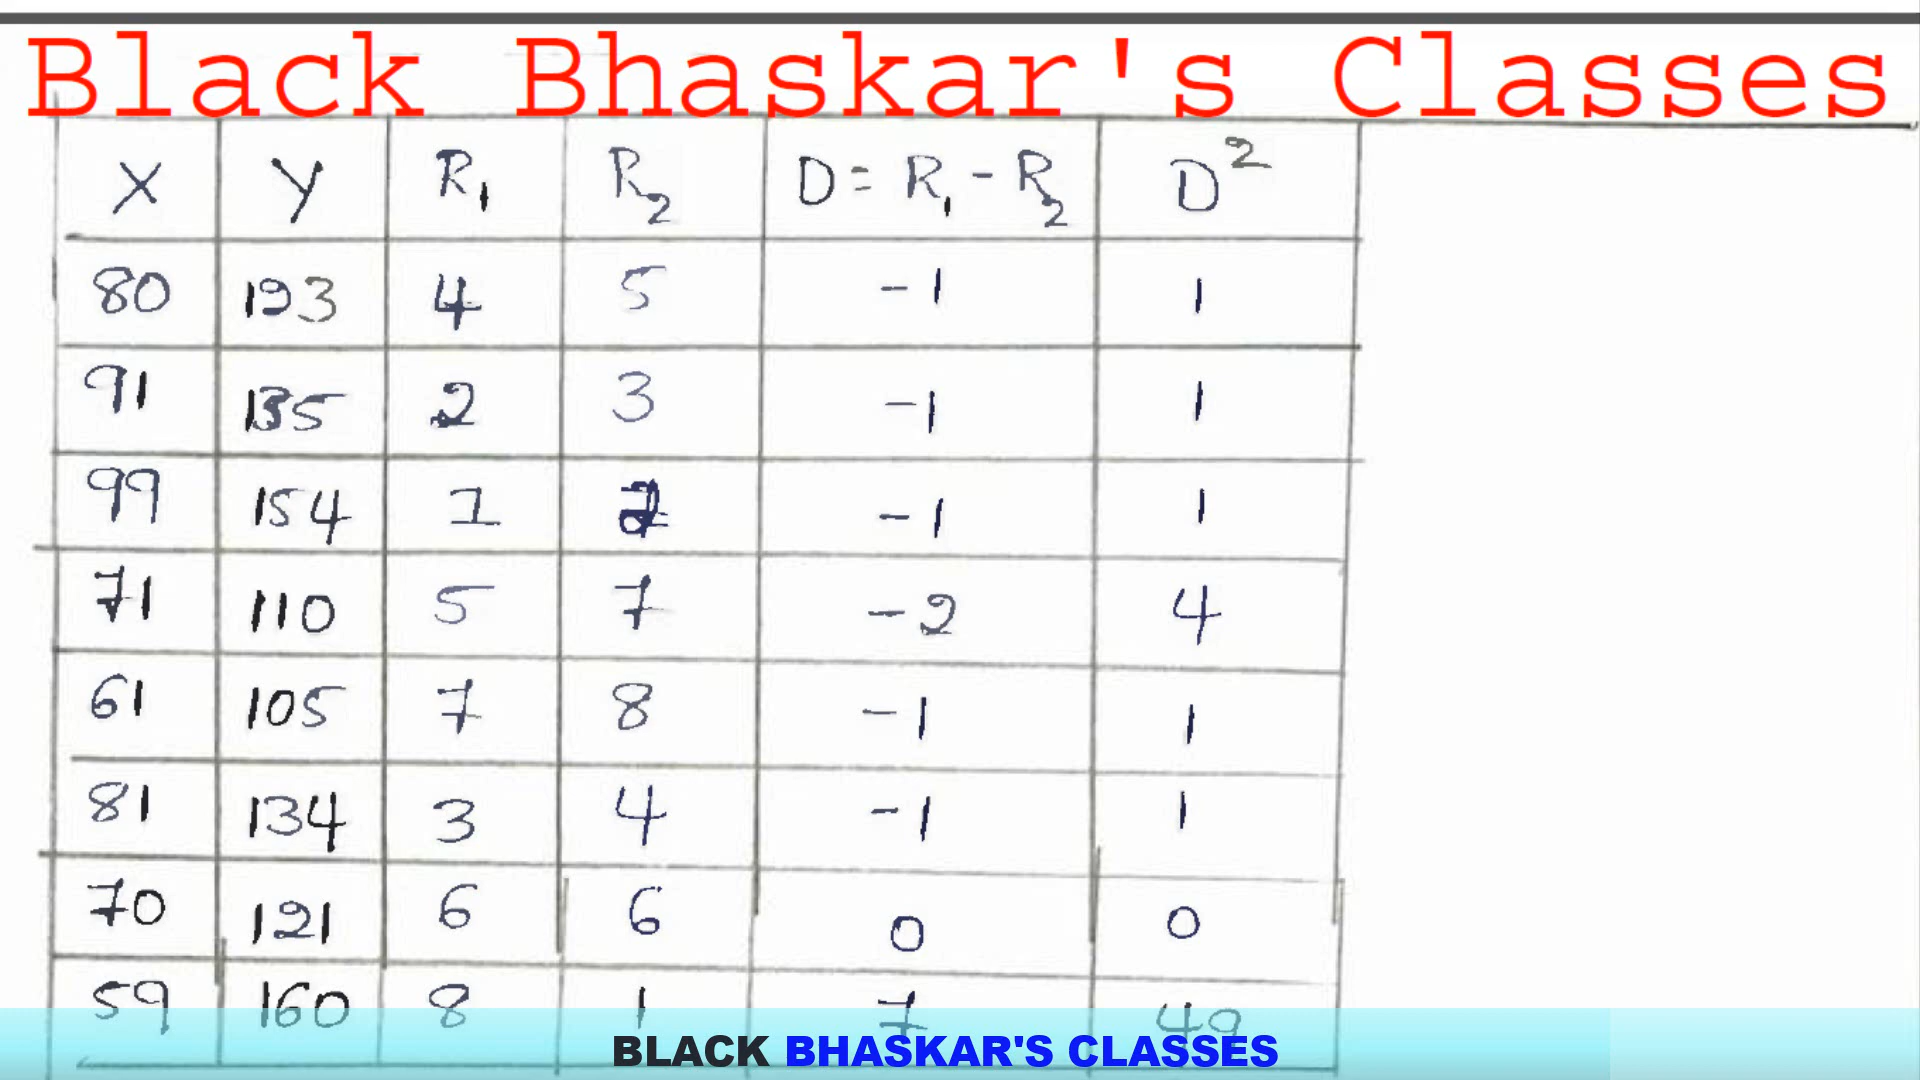 Black Bhaskar's Classes
X Y R₁ R₂ D = R₁ - R₂ D²
80 123 4 5 -1 1
91 135 2 3 -1 1
99 154 1 2 -1 1
71 110 5 7 -2 4
61 105 7 8 -1 1
81 134 3 4 -1 1
70 121 6 6 0 0
59 160 8 1 7 49
BLACK BHASKAR'S CLASSES